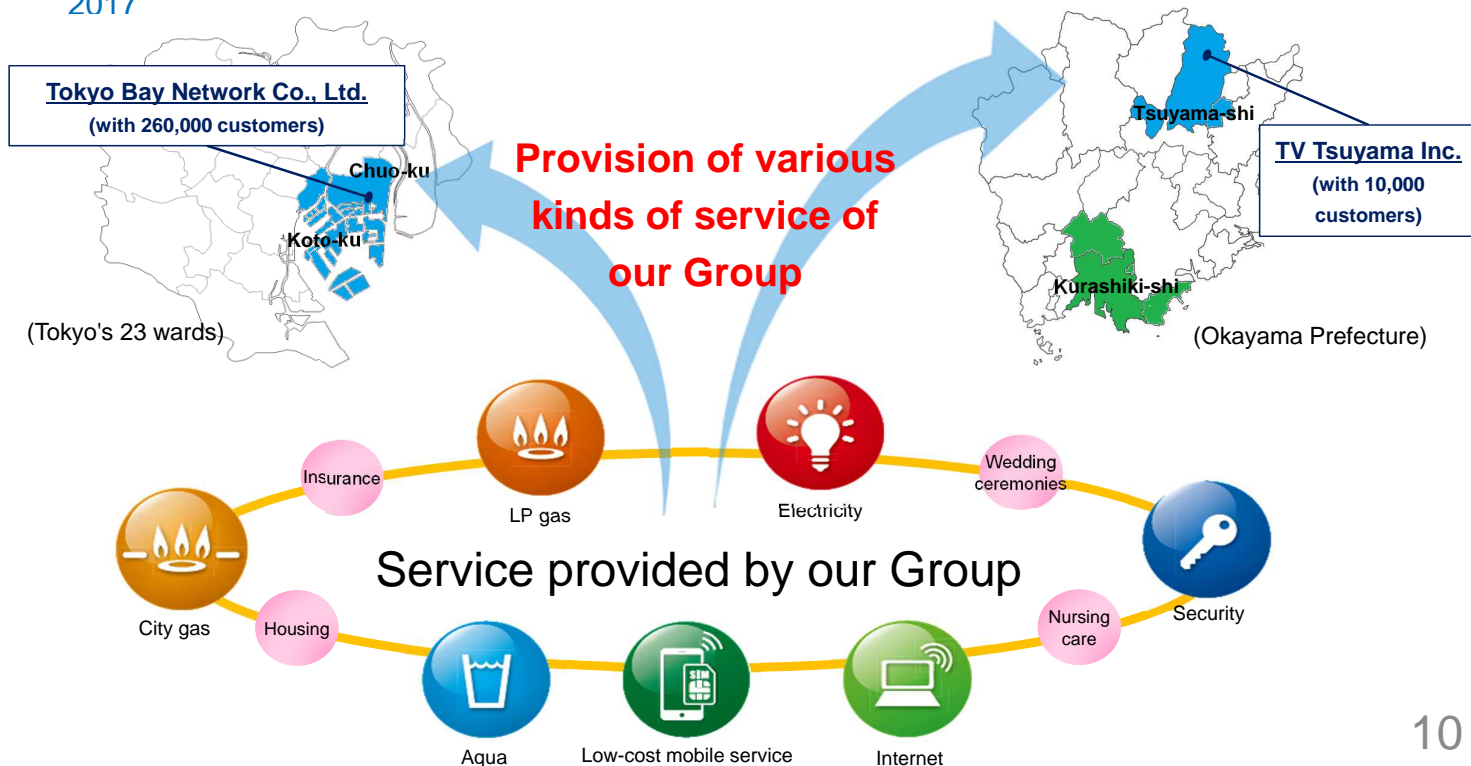 2017
Tokyo Bay Network Co., Ltd.
(with 260,000 customers)
Chuo-ku
Koto-ku
(Tokyo's 23 wards)
Provision of various
kinds of service of
our Group
Tsuyama-shi
TV Tsuyama Inc.
(with 10,000
customers)
Kurashiki-shi
(Okayama Prefecture)
Insurance
LP gas
Electricity
Wedding
ceremonies
Service provided by our Group
City gas
Housing
Nursing
care
Security
SIM
Aqua
Low-cost mobile service
Internet
10